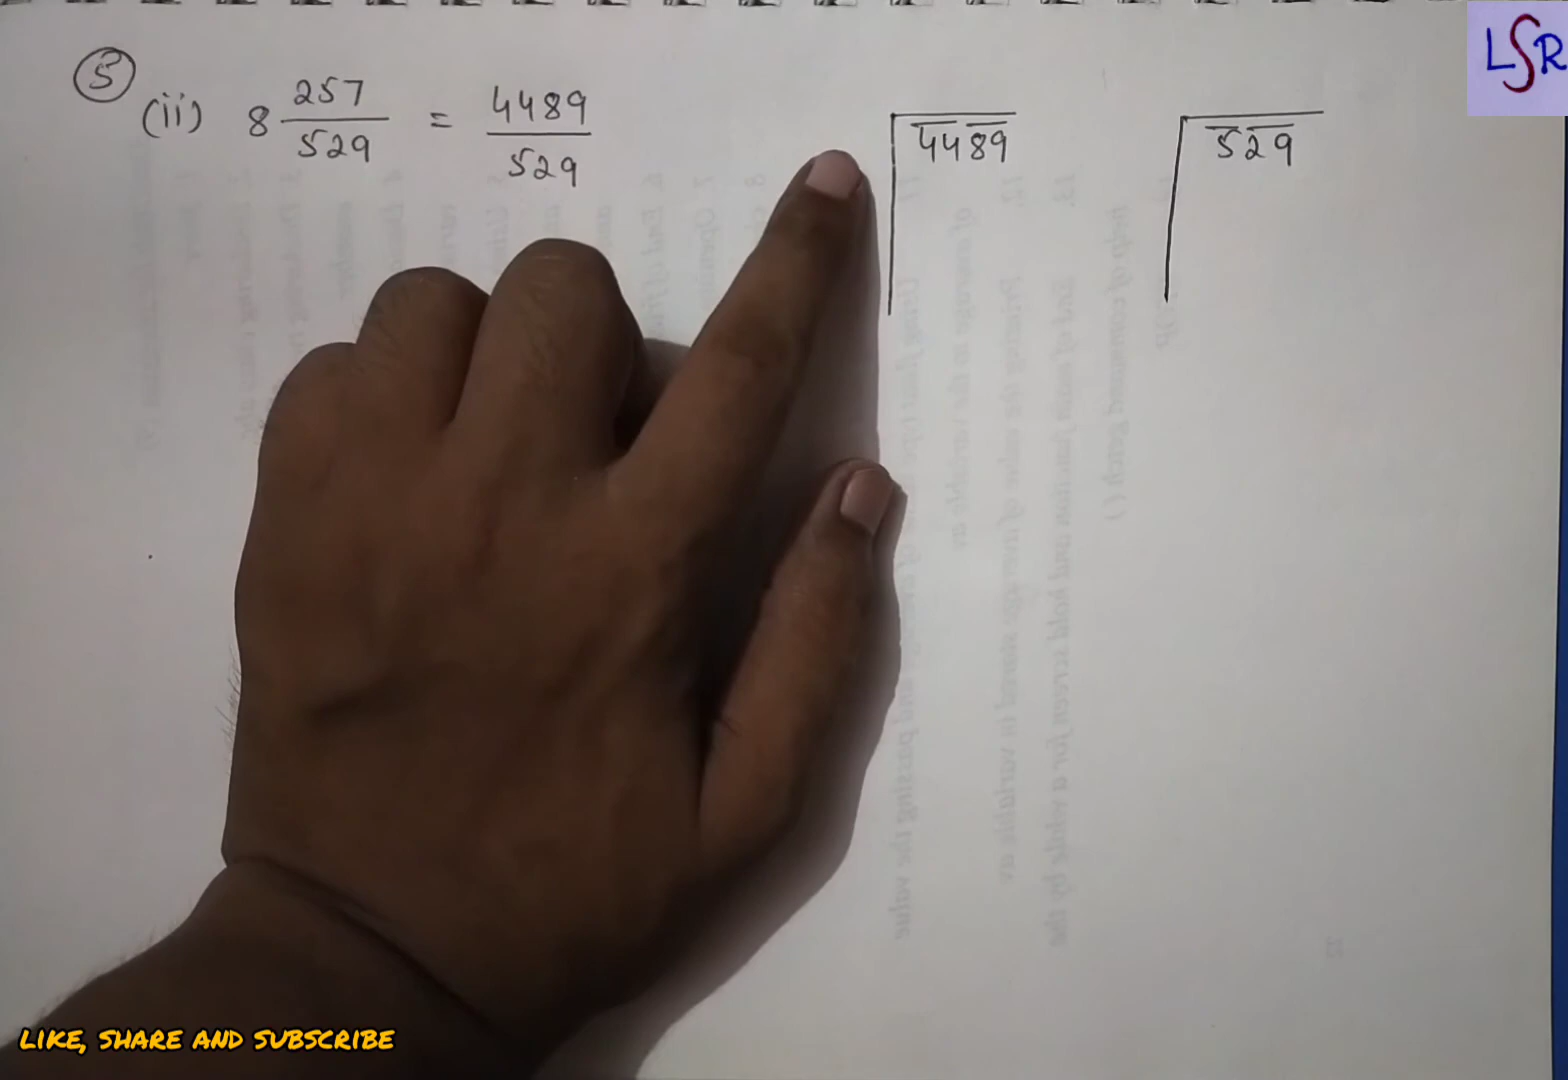 LSR
5
(ii) 8 257/529 = 4489/529
4489
529
LIKE, SHARE AND SUBSCRIBE